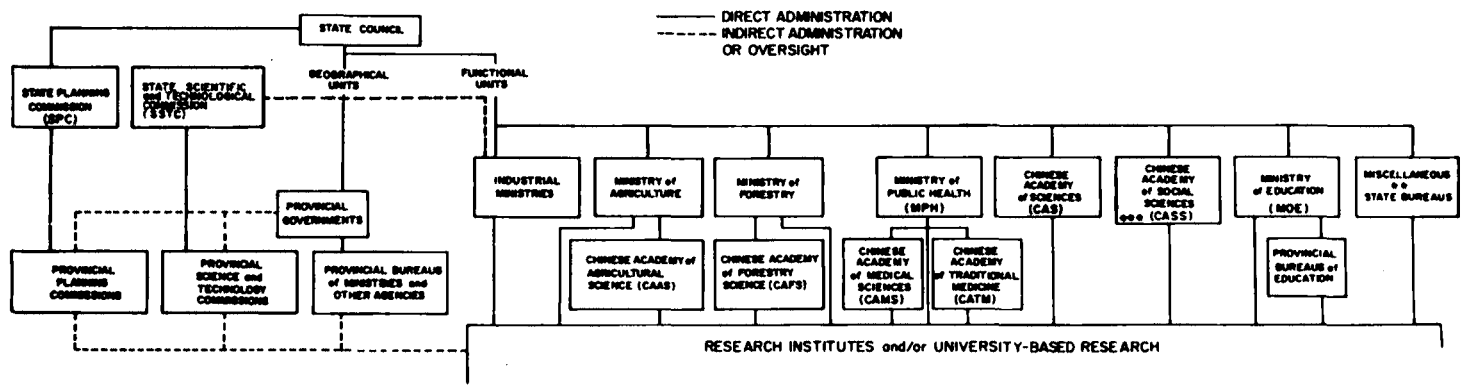 DIRECT ADMINISTRATION
INDIRECT ADMINISTRATION
OR OVERSIGHT
STATE COUNCIL
GEOGRAPHICAL
UNITS
FUNCTIONAL
UNITS
STATE PLANNING
COMMISSION
(SPC)
STATE SCIENTIFIC
and TECHNOLOGICAL
COMMISSION
(SSTC)
INDUSTRIAL
MINISTRIES
MINISTRY of
AGRICULTURE
MINISTRY of
FORESTRY
MINISTRY of
PUBLIC HEALTH
(MPH)
CHINESE
ACADEMY
of SCIENCES
(CAS)
CHINESE
ACADEMY
of SOCIAL
SCIENCES
*** (CASS)
MINISTRY
of EDUCATION
(MOE)
MISCELLANEOUS
**
STATE BUREAUS
PROVINCIAL
GOVERNMENTS
PROVINCIAL
PLANNING
COMMISSIONS
PROVINCIAL
SCIENCE and
TECHNOLOGY
COMMISSIONS
PROVINCIAL BUREAUS
of MINISTRIES and
OTHER AGENCIES
CHINESE ACADEMY of
AGRICULTURAL
SCIENCE (CAAS)
CHINESE ACADEMY
of FORESTRY
SCIENCE (CAFS)
CHINESE
ACADEMY
of MEDICAL
SCIENCES
(CAMS)
CHINESE
ACADEMY
of TRADITIONAL
MEDICINE
(CATM)
PROVINCIAL
BUREAUS of
EDUCATION
RESEARCH INSTITUTES and/or UNIVERSITY-BASED RESEARCH